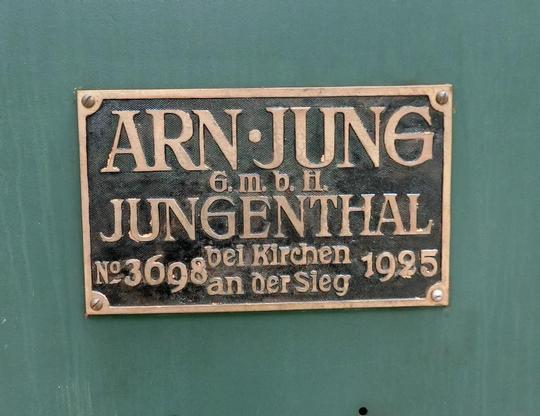 ARN·JUNG
G.m.b.H.
JUNGENTHAL
No 3698 bei Kirchen an der Sieg 1925